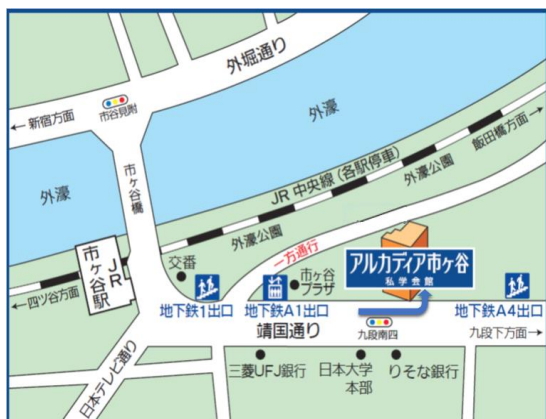 外堀通り
←新宿方面
市谷見附
外濠
外濠
市ヶ谷橋
JR 中央線（各駅停車）
外濠公園
飯田橋方面→
外濠公園
一方通行
JR
市ヶ谷駅
交番
市ヶ谷
プラザ
アルカディア市ヶ谷
私学会館
←四ツ谷方面
地下鉄1出口
地下鉄A1出口
地下鉄A4出口
靖国通り
九段南四
九段下方面→
日本テレビ通り
三菱UFJ銀行
日本大学
本部
りそな銀行